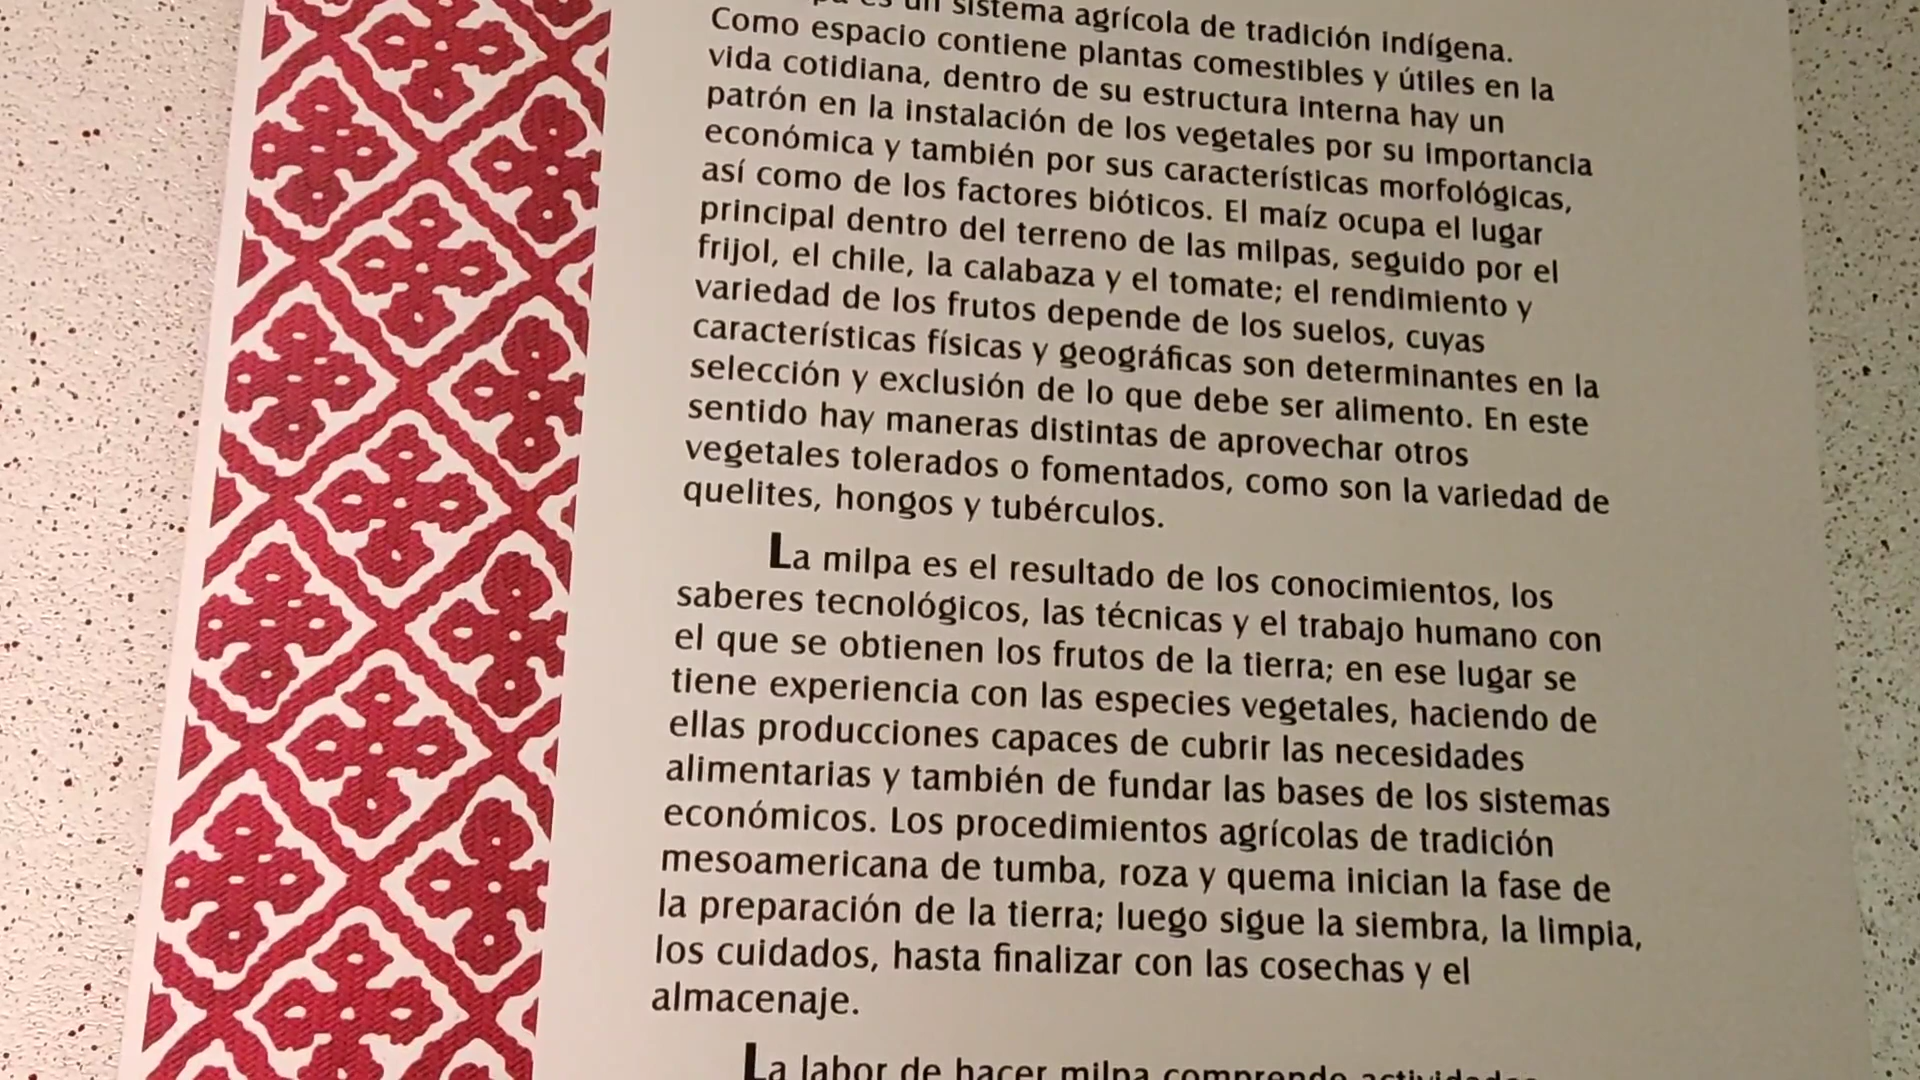 es un sistema agrícola de tradición indígena.
Como espacio contiene plantas comestibles y útiles en la
vida cotidiana, dentro de su estructura interna hay un
patrón en la instalación de los vegetales por su importancia
económica y también por sus características morfológicas,
así como de los factores bióticos. El maíz ocupa el lugar
principal dentro del terreno de las milpas, seguido por el
frijol, el chile, la calabaza y el tomate; el rendimiento y
variedad de los frutos depende de los suelos, cuyas
características físicas y geográficas son determinantes en la
selección y exclusión de lo que debe ser alimento. En este
sentido hay maneras distintas de aprovechar otros
vegetales tolerados o fomentados, como son la variedad de
quelites, hongos y tubérculos.
La milpa es el resultado de los conocimientos, los
saberes tecnológicos, las técnicas y el trabajo humano con
el que se obtienen los frutos de la tierra; en ese lugar se
tiene experiencia con las especies vegetales, haciendo de
ellas producciones capaces de cubrir las necesidades
alimentarias y también de fundar las bases de los sistemas
económicos. Los procedimientos agrícolas de tradición
mesoamericana de tumba, roza y quema inician la fase de
la preparación de la tierra; luego sigue la siembra, la limpia,
los cuidados, hasta finalizar con las cosechas y el
almacenaje.
La labor de hacer milpa comprende actividades